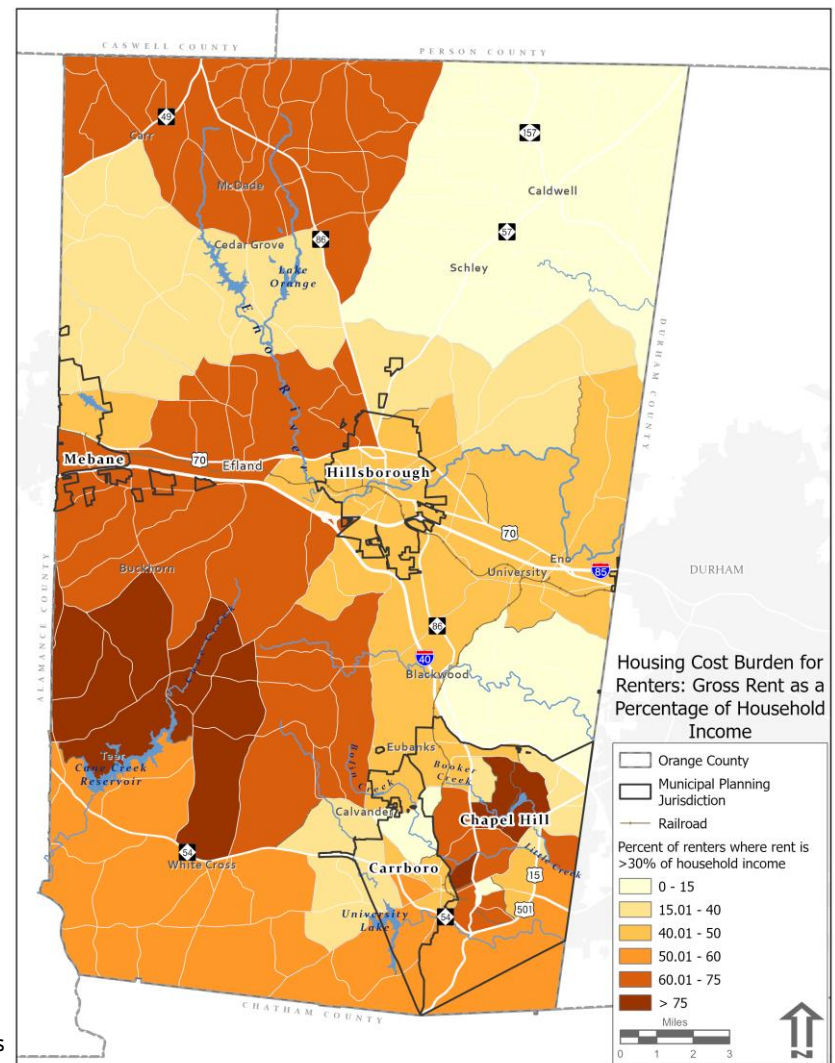 CASWELL COUNTY
PERSON COUNTY
49
Carr
157
McDade
Caldwell
86
57
Cedar Grove
Lake
Orange
Schley
Eno River
DURHAM COUNTY
Mebane
70
Efland
Hillsborough
70
Eno
Buckhorn
University
85
DURHAM
ALAMANCE COUNTY
86
Cane Creek
40
Blackwood
Housing Cost Burden for
Renters: Gross Rent as a
Percentage of Household
Income
Teer
Cane Creek
Reservoir
Eubanks
Bolin Creek
Booker
Creek
Orange County
Municipal Planning
Jurisdiction
Railroad
Calvander
Chapel Hill
54
White Cross
Carrboro
Little Creek
15
University
Lake
54
501
Percent of renters where rent is
>30% of household income
0 - 15
15.01 - 40
40.01 - 50
50.01 - 60
60.01 - 75
> 75
CHATHAM COUNTY
Miles
0 1 2 3
N
s